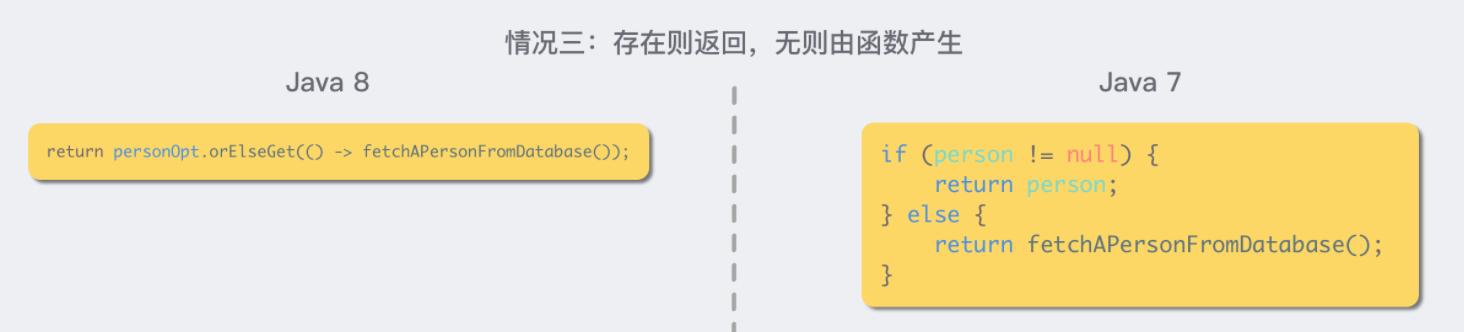 情况三：存在则返回，无则由函数产生
Java 8
return personOpt.orElseGet(() -> fetchAPersonFromDatabase());
Java 7
if (person != null) {
    return person;
} else {
    return fetchAPersonFromDatabase();
}